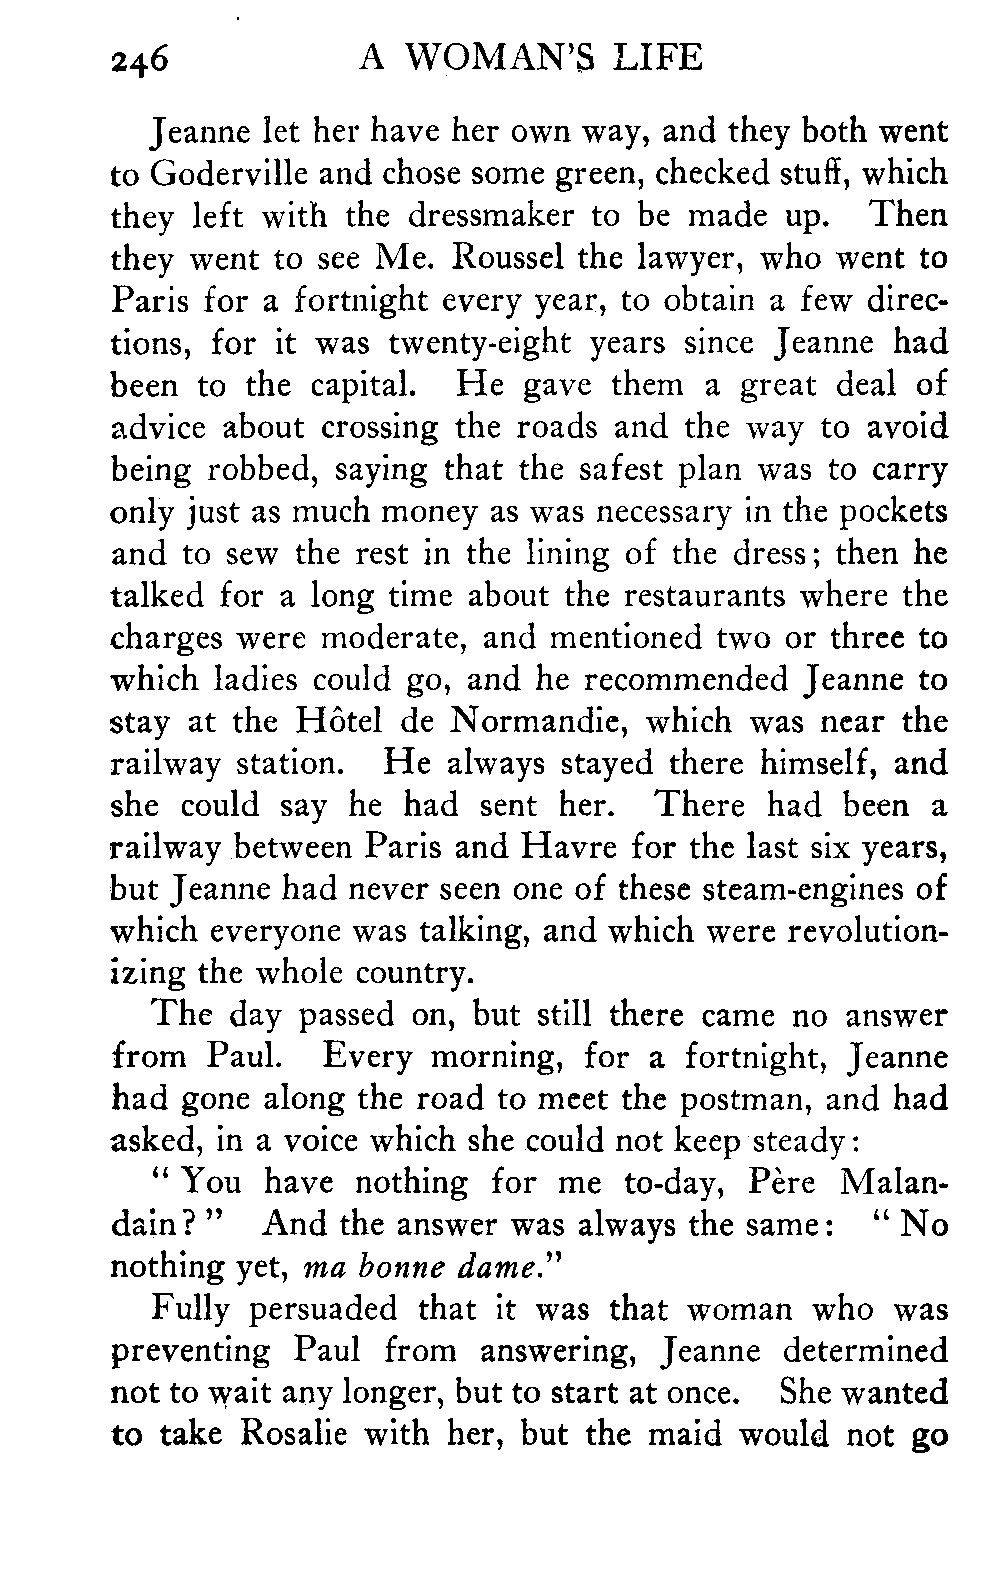 246 A WOMAN'S LIFE
Jeanne let her have her own way, and they both went
to Goderville and chose some green, checked stuff, which
they left with the dressmaker to be made up. Then
they went to see Me. Roussel the lawyer, who went to
Paris for a fortnight every year, to obtain a few direc-
tions, for it was twenty-eight years since Jeanne had
been to the capital. He gave them a great deal of
advice about crossing the roads and the way to avoid
being robbed, saying that the safest plan was to carry
only just as much money as was necessary in the pockets
and to sew the rest in the lining of the dress; then he
talked for a long time about the restaurants where the
charges were moderate, and mentioned two or three to
which ladies could go, and he recommended Jeanne to
stay at the Hôtel de Normandie, which was near the
railway station. He always stayed there himself, and
she could say he had sent her. There had been a
railway between Paris and Havre for the last six years,
but Jeanne had never seen one of these steam-engines of
which everyone was talking, and which were revolution-
izing the whole country.
The day passed on, but still there came no answer
from Paul. Every morning, for a fortnight, Jeanne
had gone along the road to meet the postman, and had
asked, in a voice which she could not keep steady:
“ You have nothing for me to-day, Père Malan-
dain? ” And the answer was always the same: “ No
nothing yet, ma bonne dame.”
Fully persuaded that it was that woman who was
preventing Paul from answering, Jeanne determined
not to wait any longer, but to start at once. She wanted
to take Rosalie with her, but the maid would not go